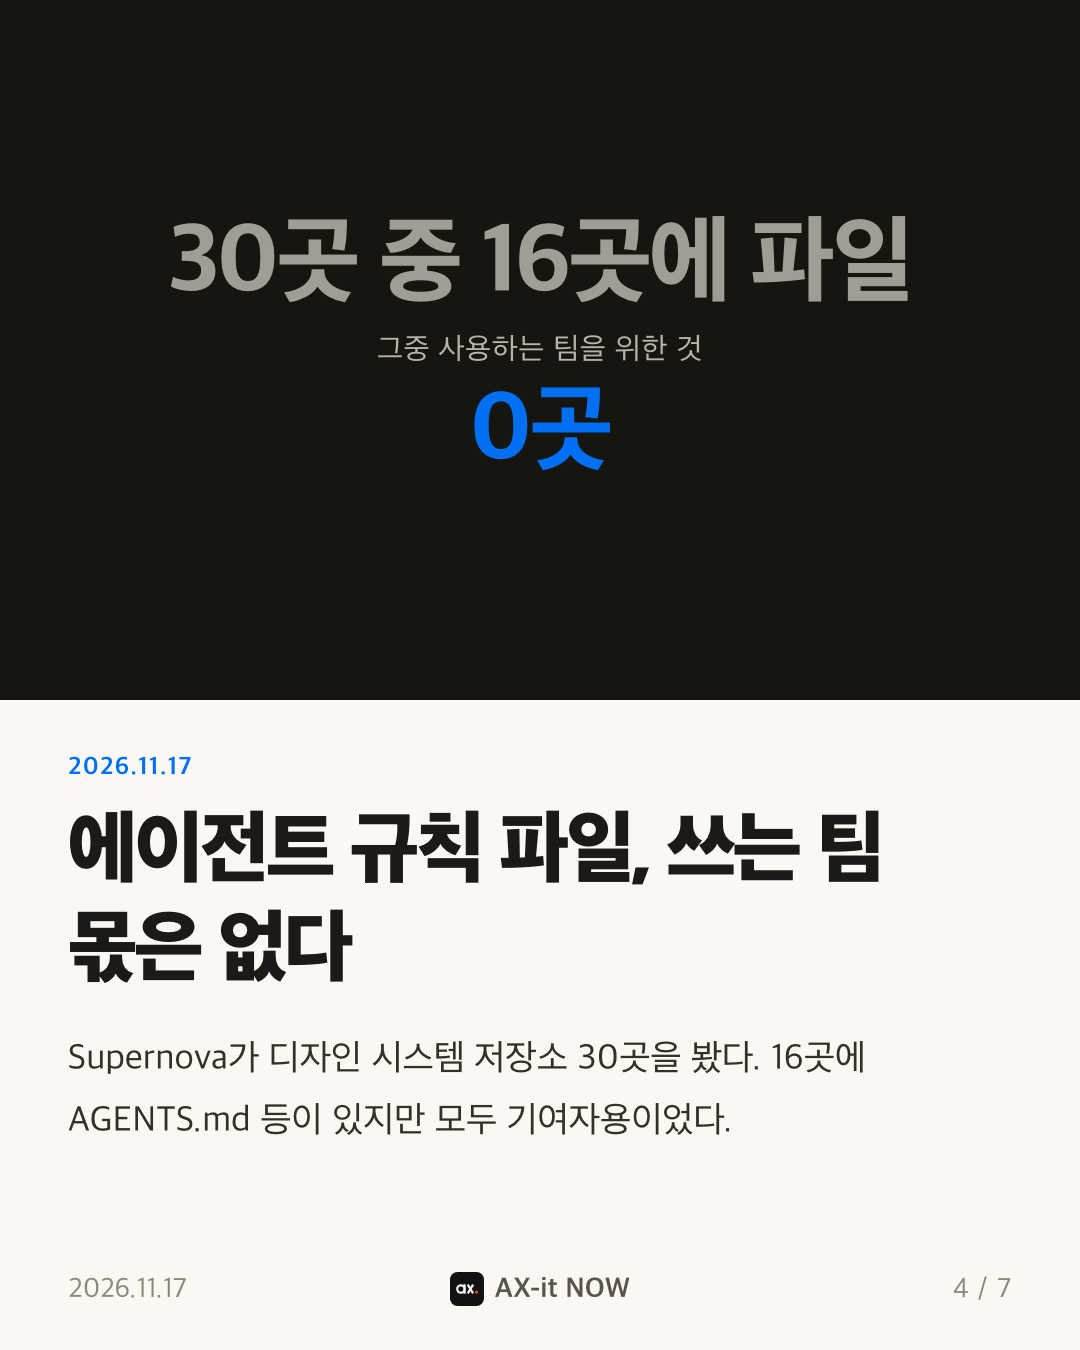 30곳 중 16곳에 파일
그중 사용하는 팀을 위한 것
0곳
2026.11.17
에이전트 규칙 파일, 쓰는 팀
몫은 없다
Supernova가 디자인 시스템 저장소 30곳을 봤다. 16곳에
AGENTS.md 등이 있지만 모두 기여자용이었다.
2026.11.17
ax. AX-it NOW
4 / 7